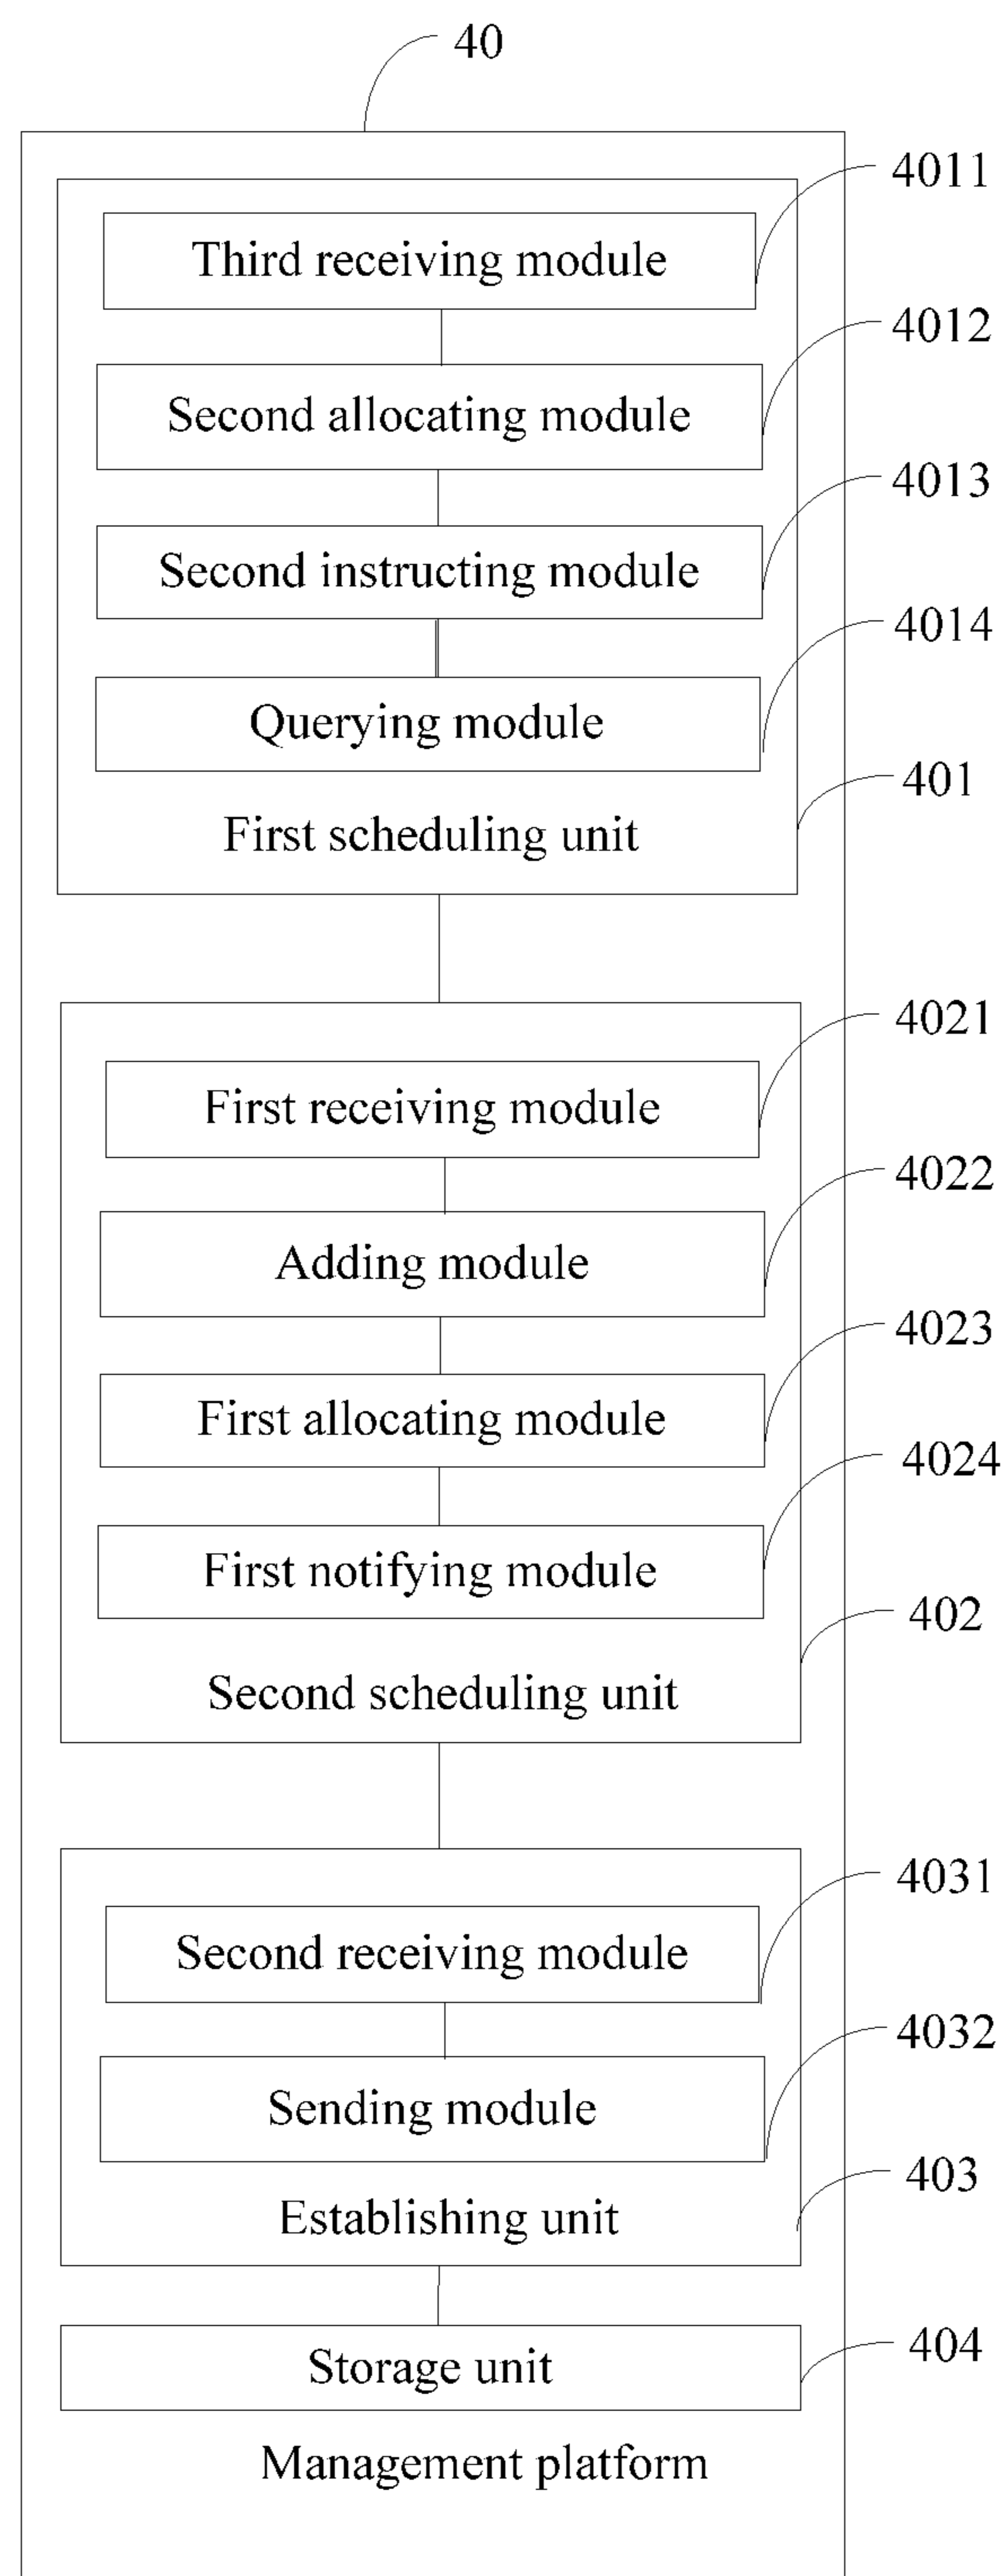 40
4011
Third receiving module
4012
Second allocating module
4013
Second instructing module
4014
Querying module
401
First scheduling unit
4021
First receiving module
4022
Adding module
4023
First allocating module
4024
First notifying module
402
Second scheduling unit
4031
Second receiving module
4032
Sending module
403
Establishing unit
404
Storage unit
Management platform